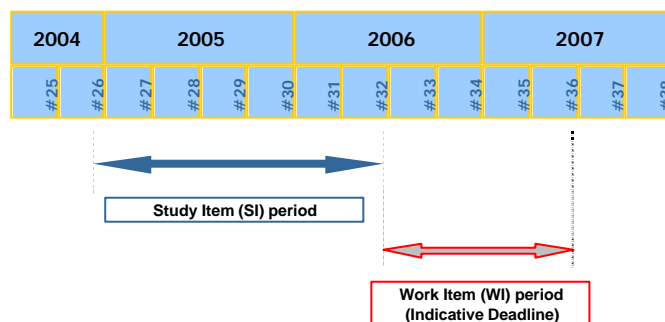 2004 2005 2006 2007
#25 #26 #27 #28 #29 #30 #31 #32 #33 #34 #35 #36 #37 #38
Study Item (SI) period
Work Item (WI) period
(Indicative Deadline)